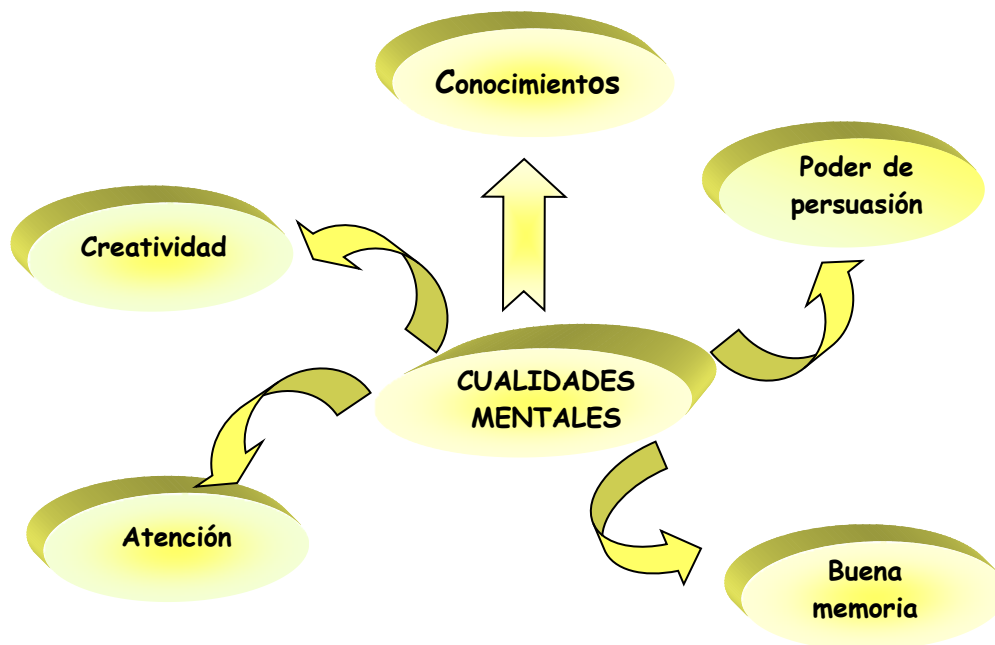 Conocimientos
Poder de
persuasión
Creatividad
CUALIDADES
MENTALES
Atención
Buena
memoria